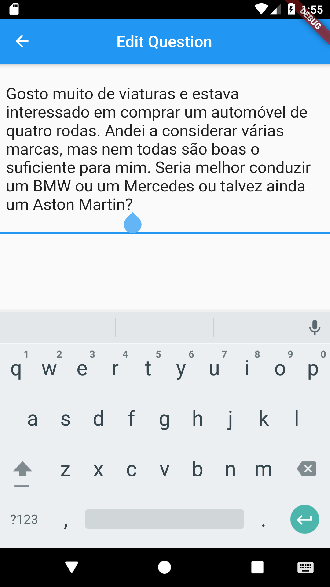 1:55
DEBUG
Edit Question
Gosto muito de viaturas e estava
interessado em comprar um automóvel de
quatro rodas. Andei a considerar várias
marcas, mas nem todas são boas o
suficiente para mim. Seria melhor conduzir
um BMW ou um Mercedes ou talvez ainda
um Aston Martin?
1 2 3 4 5 6 7 8 9 0
q w e r t y u i o p
a s d f g h j k l
z x c v b n m
?123 , .